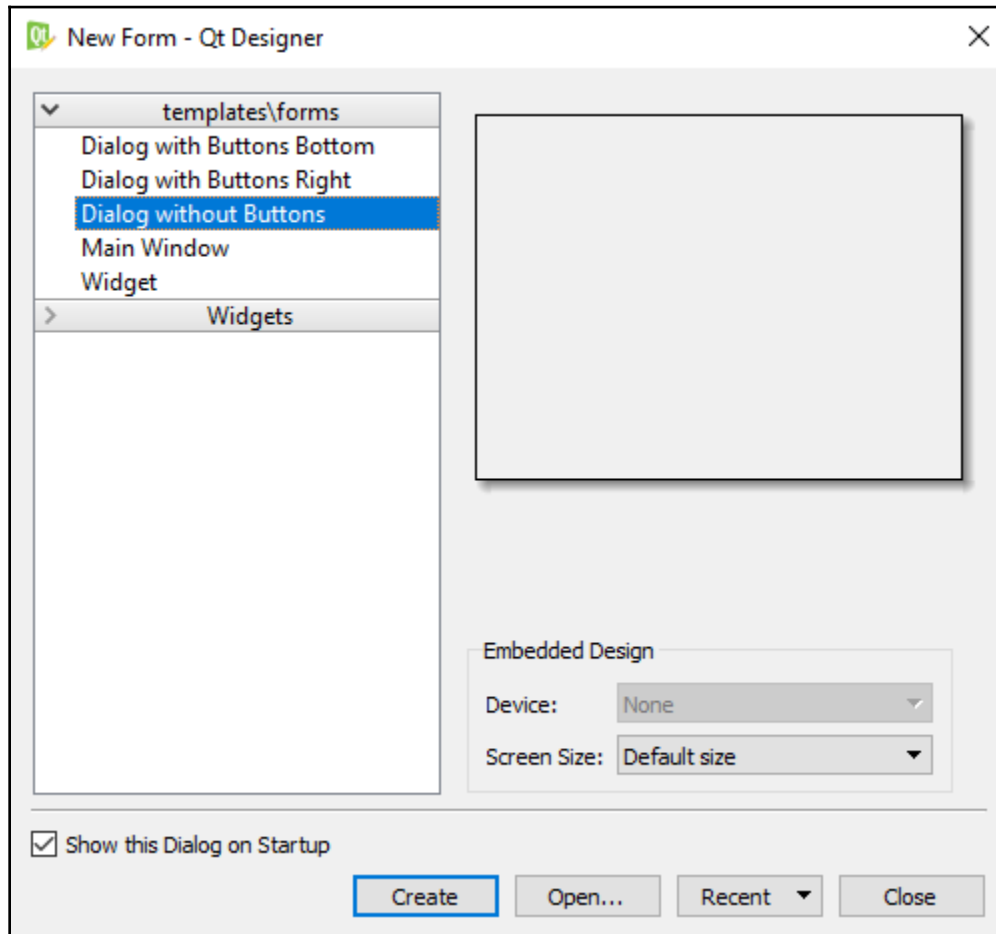 Qt New Form - Qt Designer
templates\forms
Dialog with Buttons Bottom
Dialog with Buttons Right
Dialog without Buttons
Main Window
Widget
Widgets
Embedded Design
Device: None
Screen Size: Default size
Show this Dialog on Startup
Create Open... Recent Close